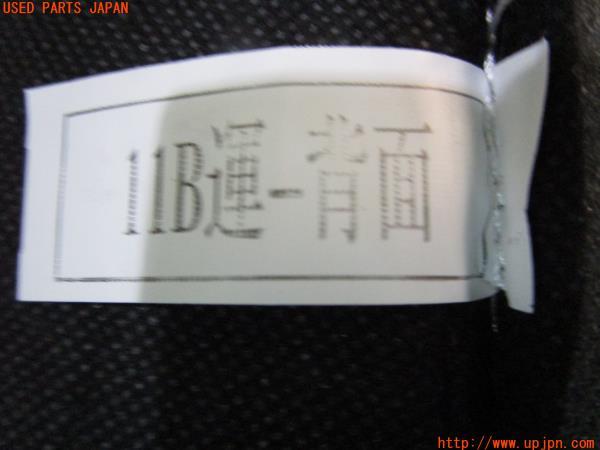 USED PARTS JAPAN
11B運-背面
http://www.upjpn.com